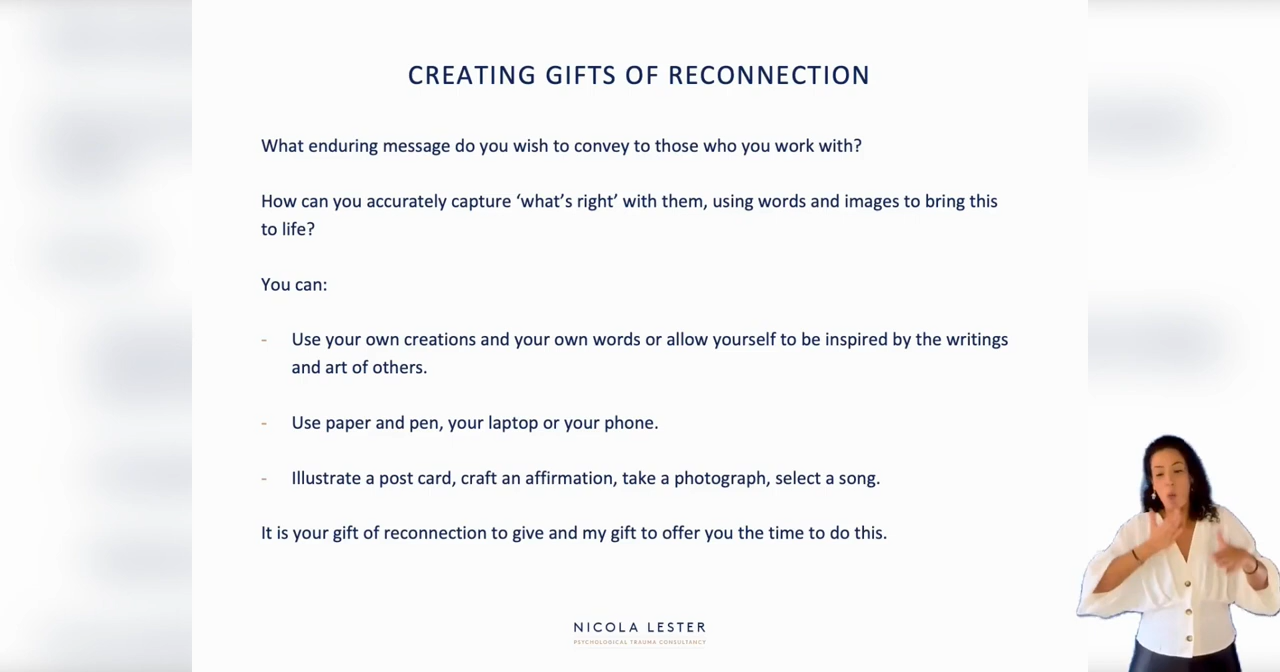 CREATING GIFTS OF RECONNECTION
What enduring message do you wish to convey to those who you work with?
How can you accurately capture ‘what’s right’ with them, using words and images to bring this
to life?
You can:
- Use your own creations and your own words or allow yourself to be inspired by the writings
and art of others.
- Use paper and pen, your laptop or your phone.
- Illustrate a post card, craft an affirmation, take a photograph, select a song.
It is your gift of reconnection to give and my gift to offer you the time to do this.
NICOLA LESTER
PSYCHOLOGICAL TRAUMA CONSULTANCY